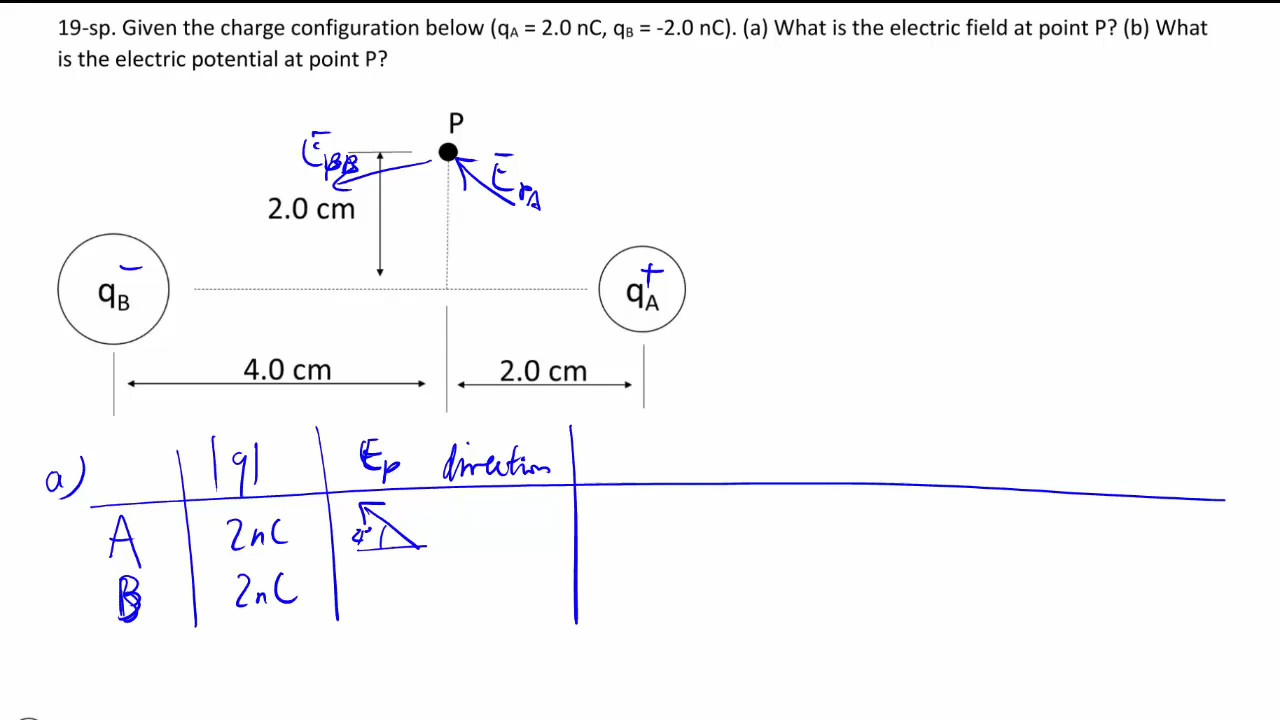 19-sp. Given the charge configuration below (qA = 2.0 nC, qB = -2.0 nC). (a) What is the electric field at point P? (b) What
is the electric potential at point P?
P
2.0 cm
qB −
qA +
4.0 cm
2.0 cm
a) |q| Ep direction
A 2nC
B 2nC